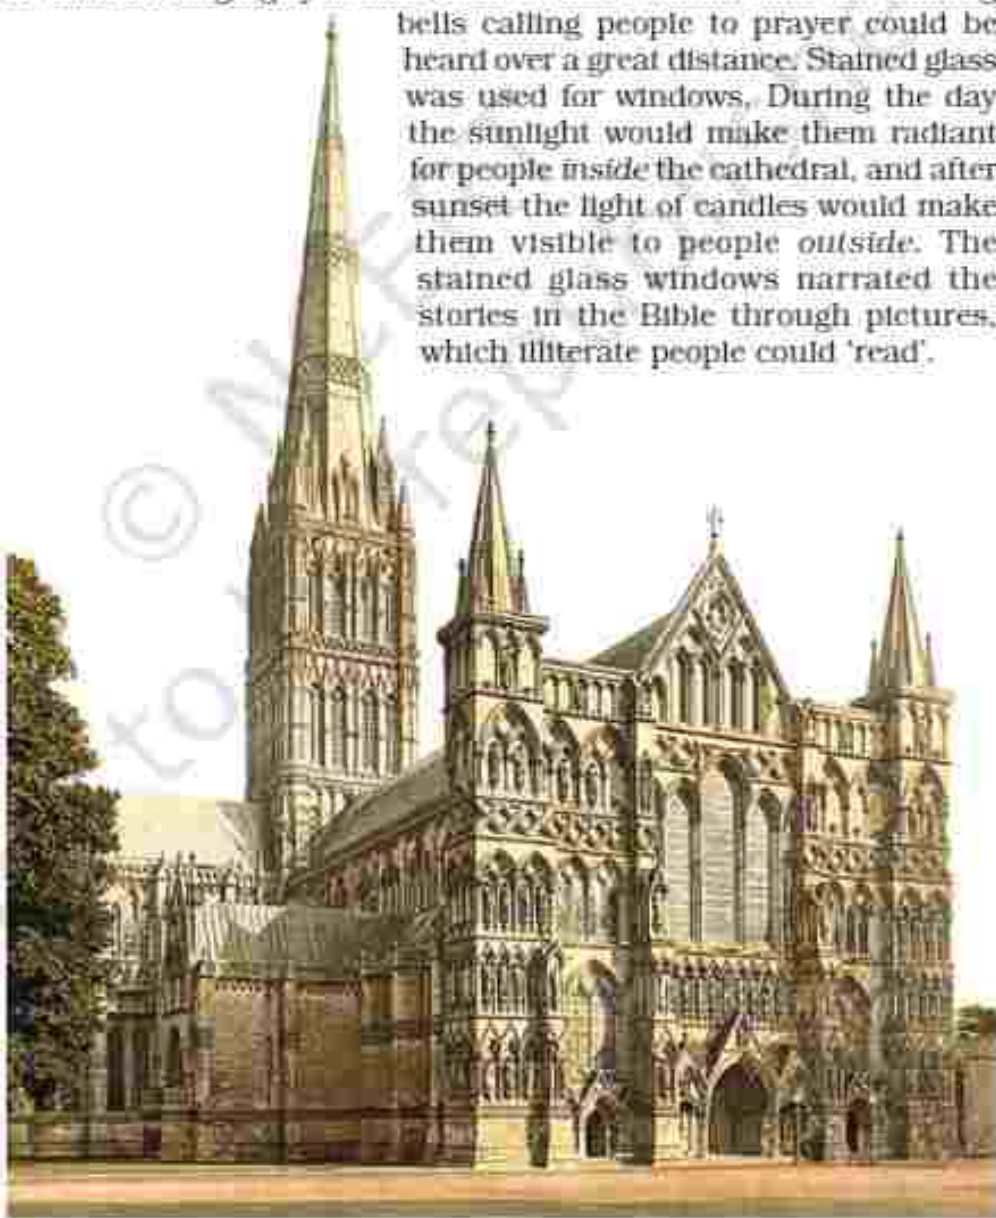 bells calling people to prayer could be
heard over a great distance. Stained glass
was used for windows. During the day
the sunlight would make them radiant
for people inside the cathedral, and after
sunset the light of candles would make
them visible to people outside. The
stained glass windows narrated the
stories in the Bible through pictures,
which illiterate people could ‘read’.
©